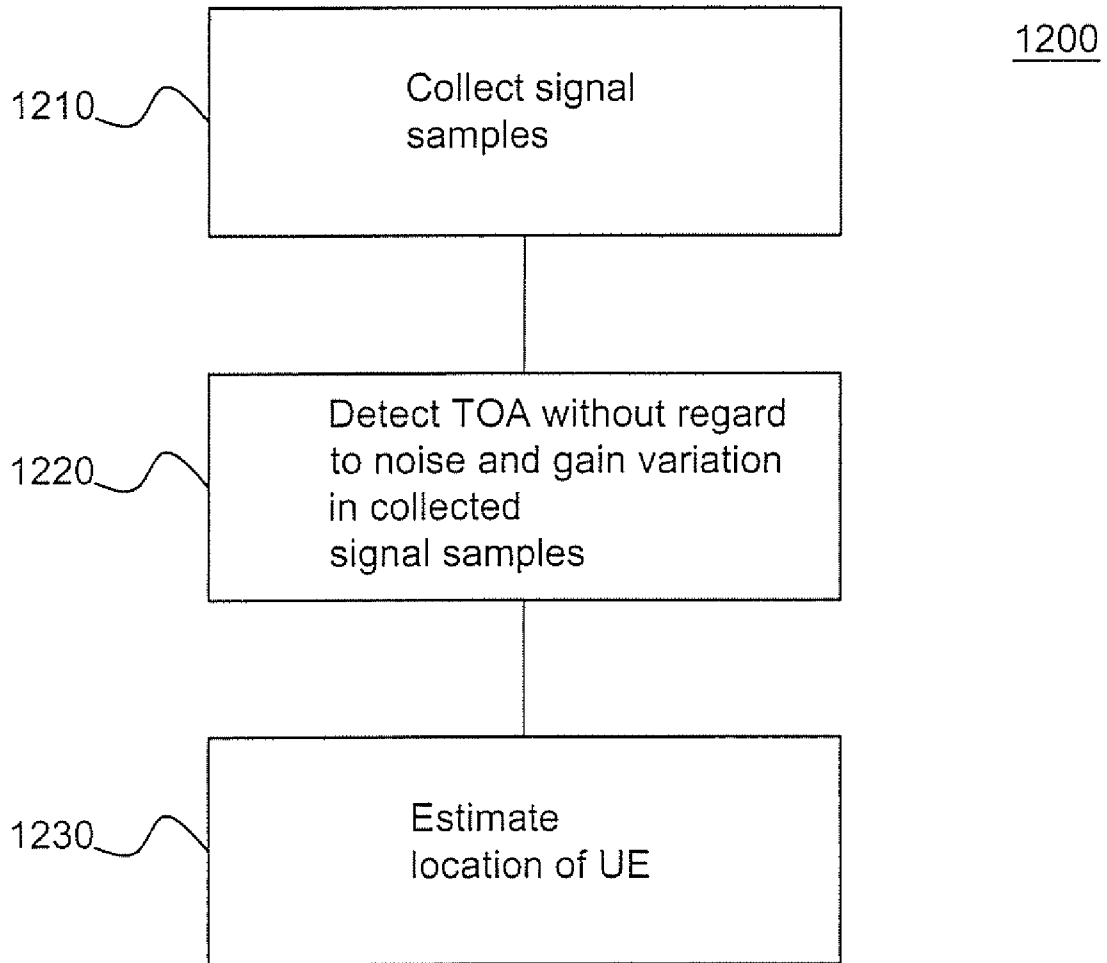 1200
1210
Collect signal
samples
1220
Detect TOA without regard
to noise and gain variation
in collected
signal samples
1230
Estimate
location of UE